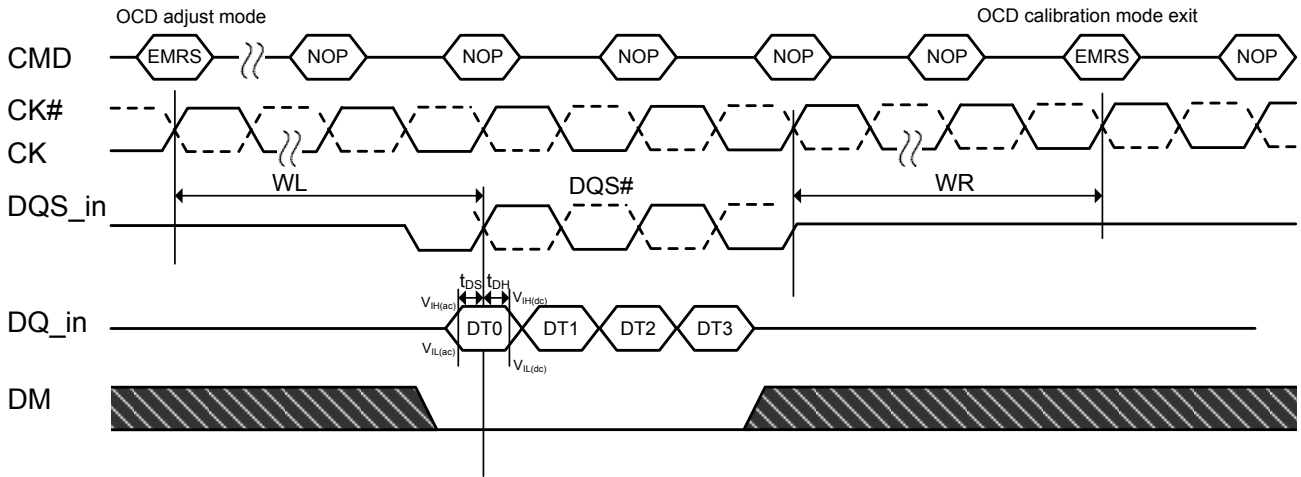 OCD adjust mode OCD calibration mode exit
CMD EMRS NOP NOP NOP NOP NOP EMRS NOP
CK#
CK
WL DQS# WR
DQS_in
tDS tDH
VIH(ac) VIH(dc)
DQ_in DT0 DT1 DT2 DT3
VIL(ac) VIL(dc)
DM